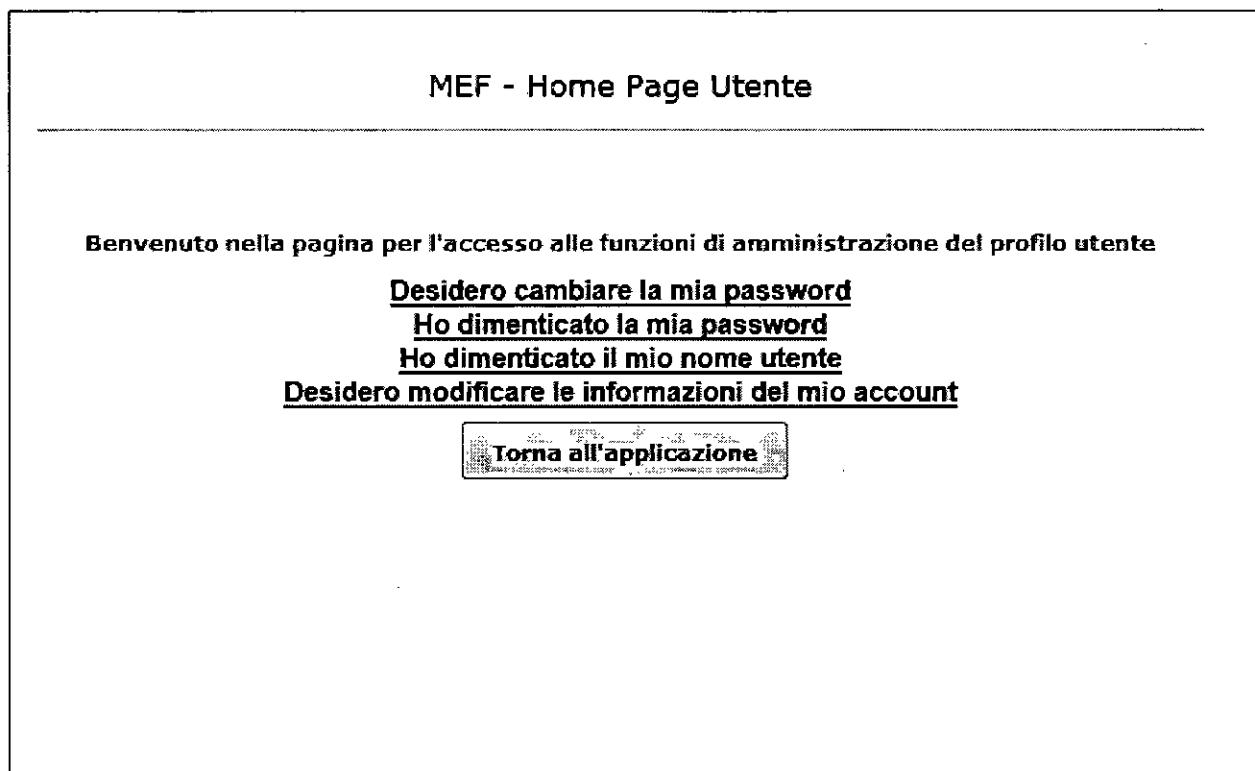 MEF - Home Page Utente
Benvenuto nella pagina per l'accesso alle funzioni di amministrazione del profilo utente
Desidero cambiare la mia password
Ho dimenticato la mia password
Ho dimenticato il mio nome utente
Desidero modificare le informazioni del mio account
Torna all'applicazione